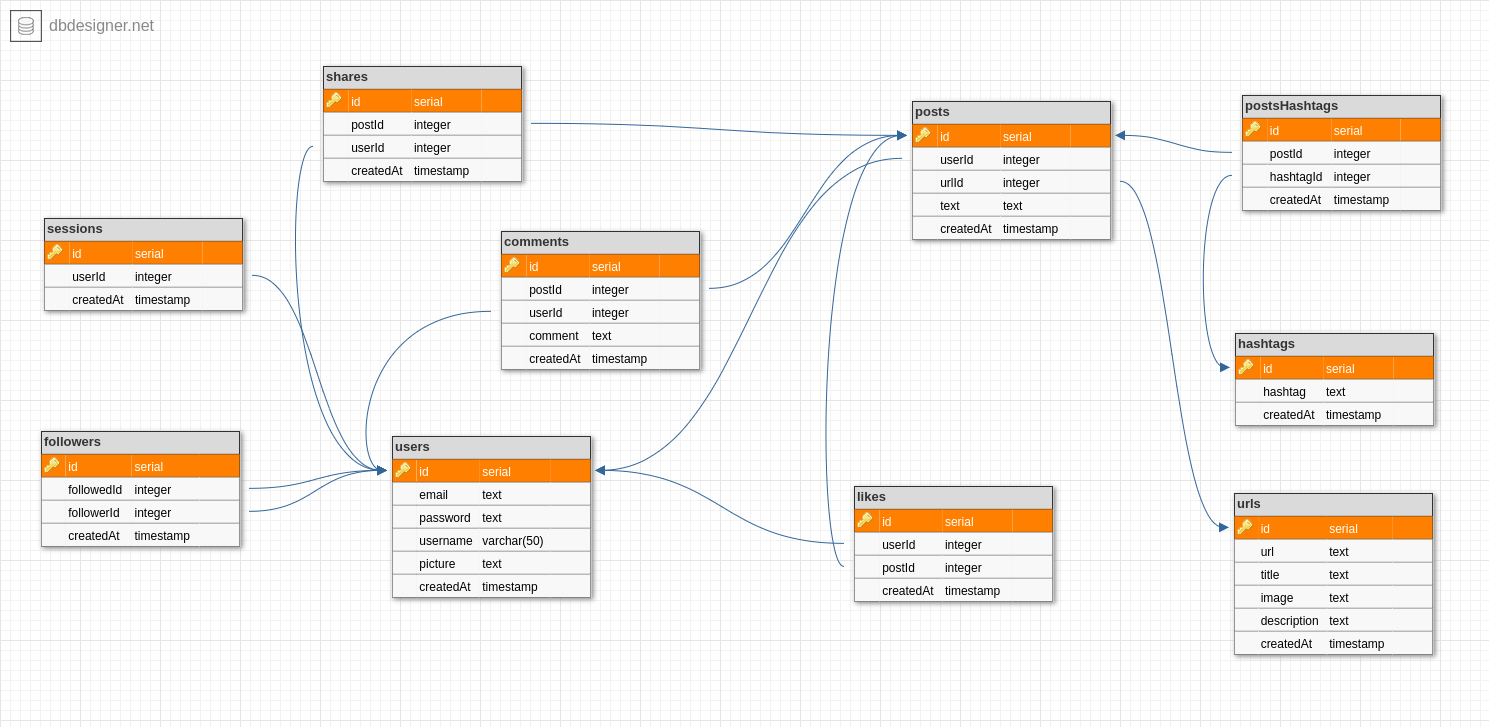 dbdesigner.net
shares
id serial
postId integer
userId integer
createdAt timestamp
posts
id serial
userId integer
urlId integer
text text
createdAt timestamp
postsHashtags
id serial
postId integer
hashtagId integer
createdAt timestamp
sessions
id serial
userId integer
createdAt timestamp
comments
id serial
postId integer
userId integer
comment text
createdAt timestamp
hashtags
id serial
hashtag text
createdAt timestamp
followers
id serial
followedId integer
followerId integer
createdAt timestamp
users
id serial
email text
password text
username varchar(50)
picture text
createdAt timestamp
likes
id serial
userId integer
postId integer
createdAt timestamp
urls
id serial
url text
title text
image text
description text
createdAt timestamp